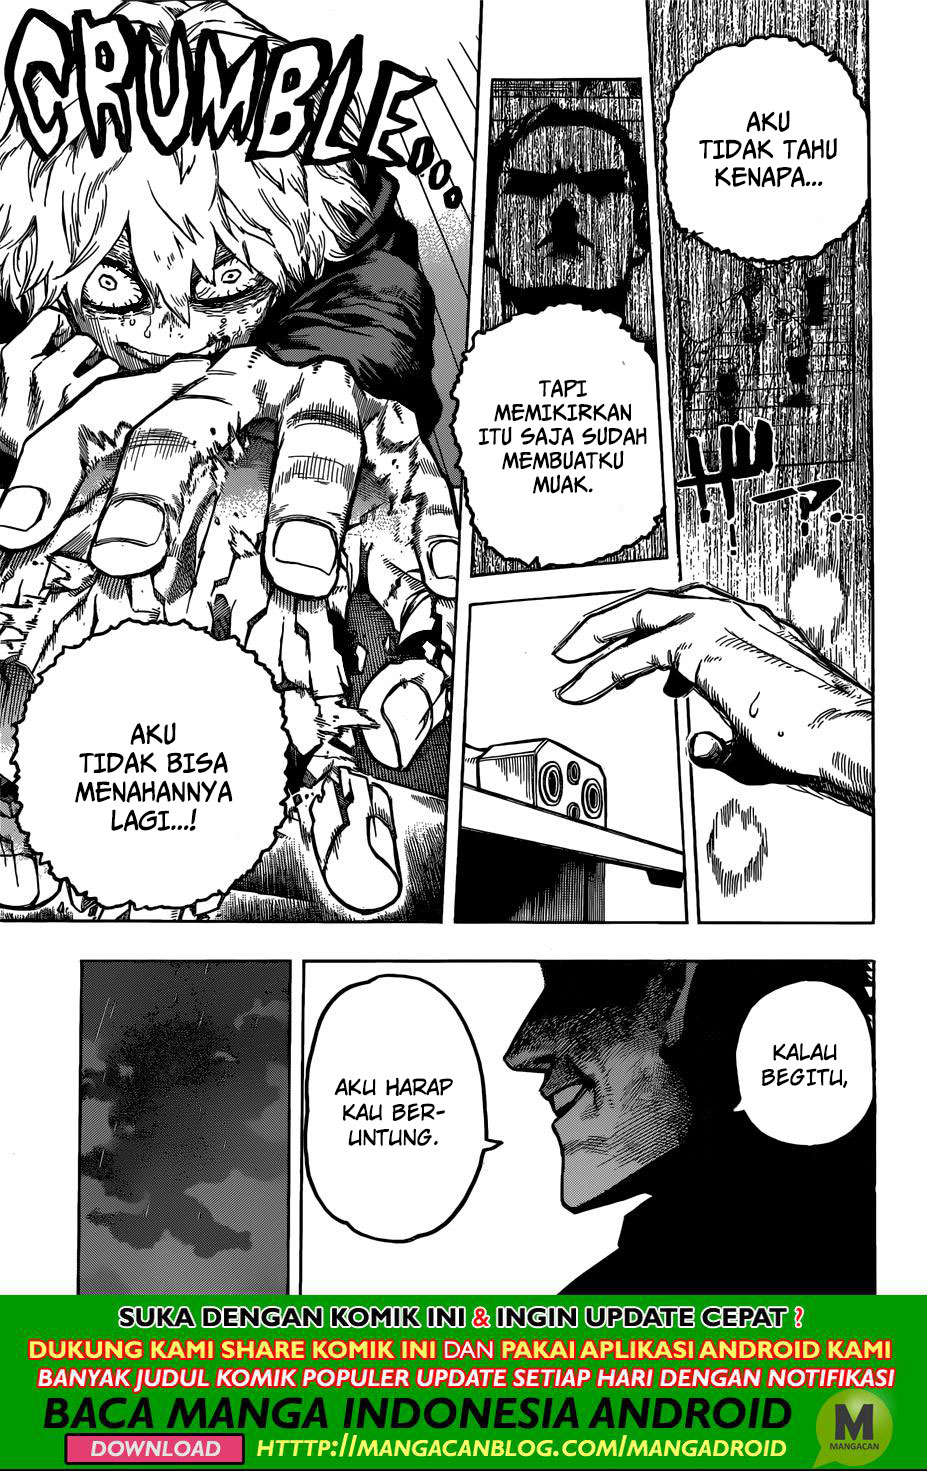 AKU
TIDAK TAHU
KENAPA...
TAPI
MEMIKIRKAN
ITU SAJA SUDAH
MEMBUATKU
MUAK.
CRUMBLE.....
AKU
TIDAK BISA
MENAHANNYA
LAGI...!
KALAU
BEGITU,
AKU HARAP
KAU BER-
UNTUNG.
SUKA DENGAN KOMIK INI & INGIN UPDATE CEPAT ?
DUKUNG KAMI SHARE KOMIK INI DAN PAKAI APLIKASI ANDROID KAMI
BANYAK JUDUL KOMIK POPULER UPDATE SETIAP HARI DENGAN NOTIFIKASI
BACA MANGA INDONESIA ANDROID
DOWNLOAD HTTTP://MANGACANBLOG.COM/MANGADROID
M
MANGACAN